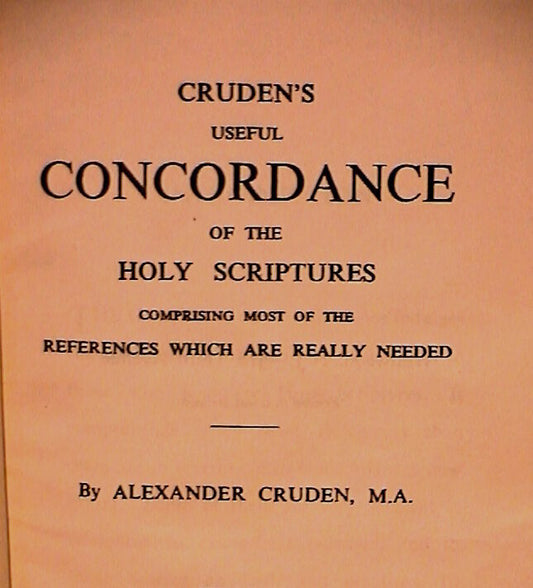 CRUDEN'S
USEFUL
CONCORDANCE
OF THE
HOLY SCRIPTURES
COMPRISING MOST OF THE
REFERENCES WHICH ARE REALLY NEEDED
By ALEXANDER CRUDEN, M.A.